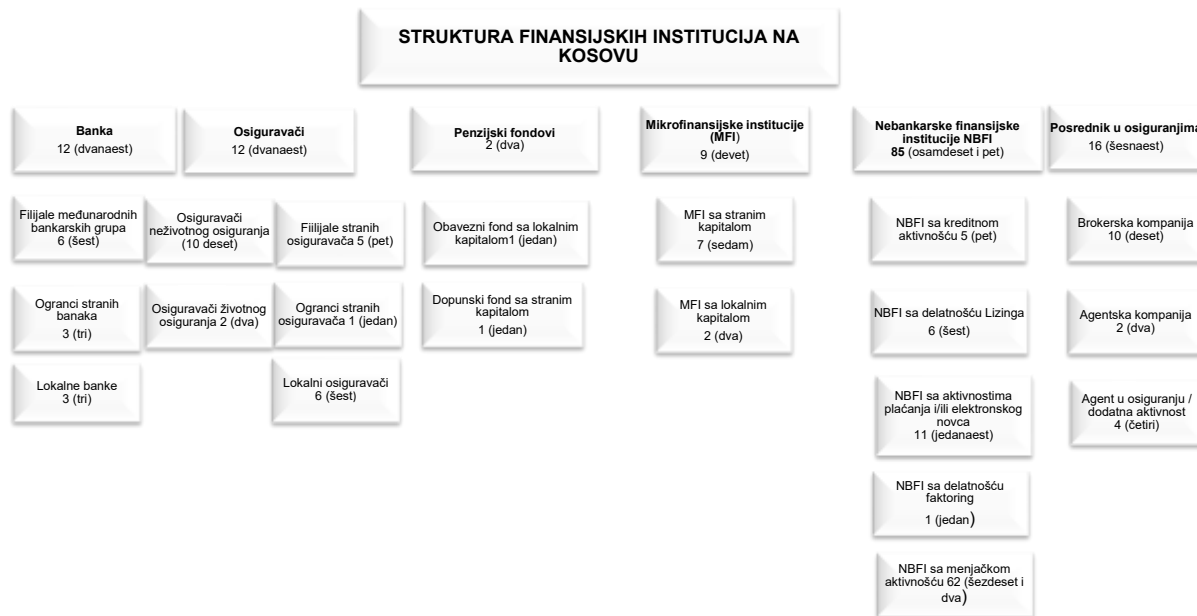 STRUKTURA FINANSIJSKIH INSTITUCIJA NA
KOSOVU
Banka
12 (dvanaest)
Osiguravači
12 (dvanaest)
Penzijski fondovi
2 (dva)
Mikrofinansijske institucije
(MFI)
9 (devet)
Nebankarske finansijske
institucije NBFI
85 (osamdeset i pet)
Posrednik u osiguranjima
16 (šesnaest)
Filijale međunarodnih
bankarskih grupa
6 (šest)
Ogranci stranih
banaka
3 (tri)
Lokalne banke
3 (tri)
Osiguravači
neživotnog osiguranja
(10 deset)
Osiguravači životnog
osiguranja 2 (dva)
Fiilijale stranih
osiguravača 5 (pet)
Ogranci stranih
osiguravača 1 (jedan)
Lokalni osiguravači
6 (šest)
Obavezni fond sa lokalnim
kapitalom1 (jedan)
Dopunski fond sa stranim
kapitalom
1 (jedan)
MFI sa stranim
kapitalom
7 (sedam)
MFI sa lokalnim
kapitalom
2 (dva)
NBFI sa kreditnom
aktivnošću 5 (pet)
NBFI sa delatnošću Lizinga
6 (šest)
NBFI sa aktivnostima
plaćanja i/ili elektronskog
novca
11 (jedanaest)
NBFI sa delatnošću
faktoring
1 (jedan)
NBFI sa menjačkom
aktivnošću 62 (šezdeset i
dva)
Brokerska kompanija
10 (deset)
Agentska kompanija
2 (dva)
Agent u osiguranju /
dodatna aktivnost
4 (četiri)